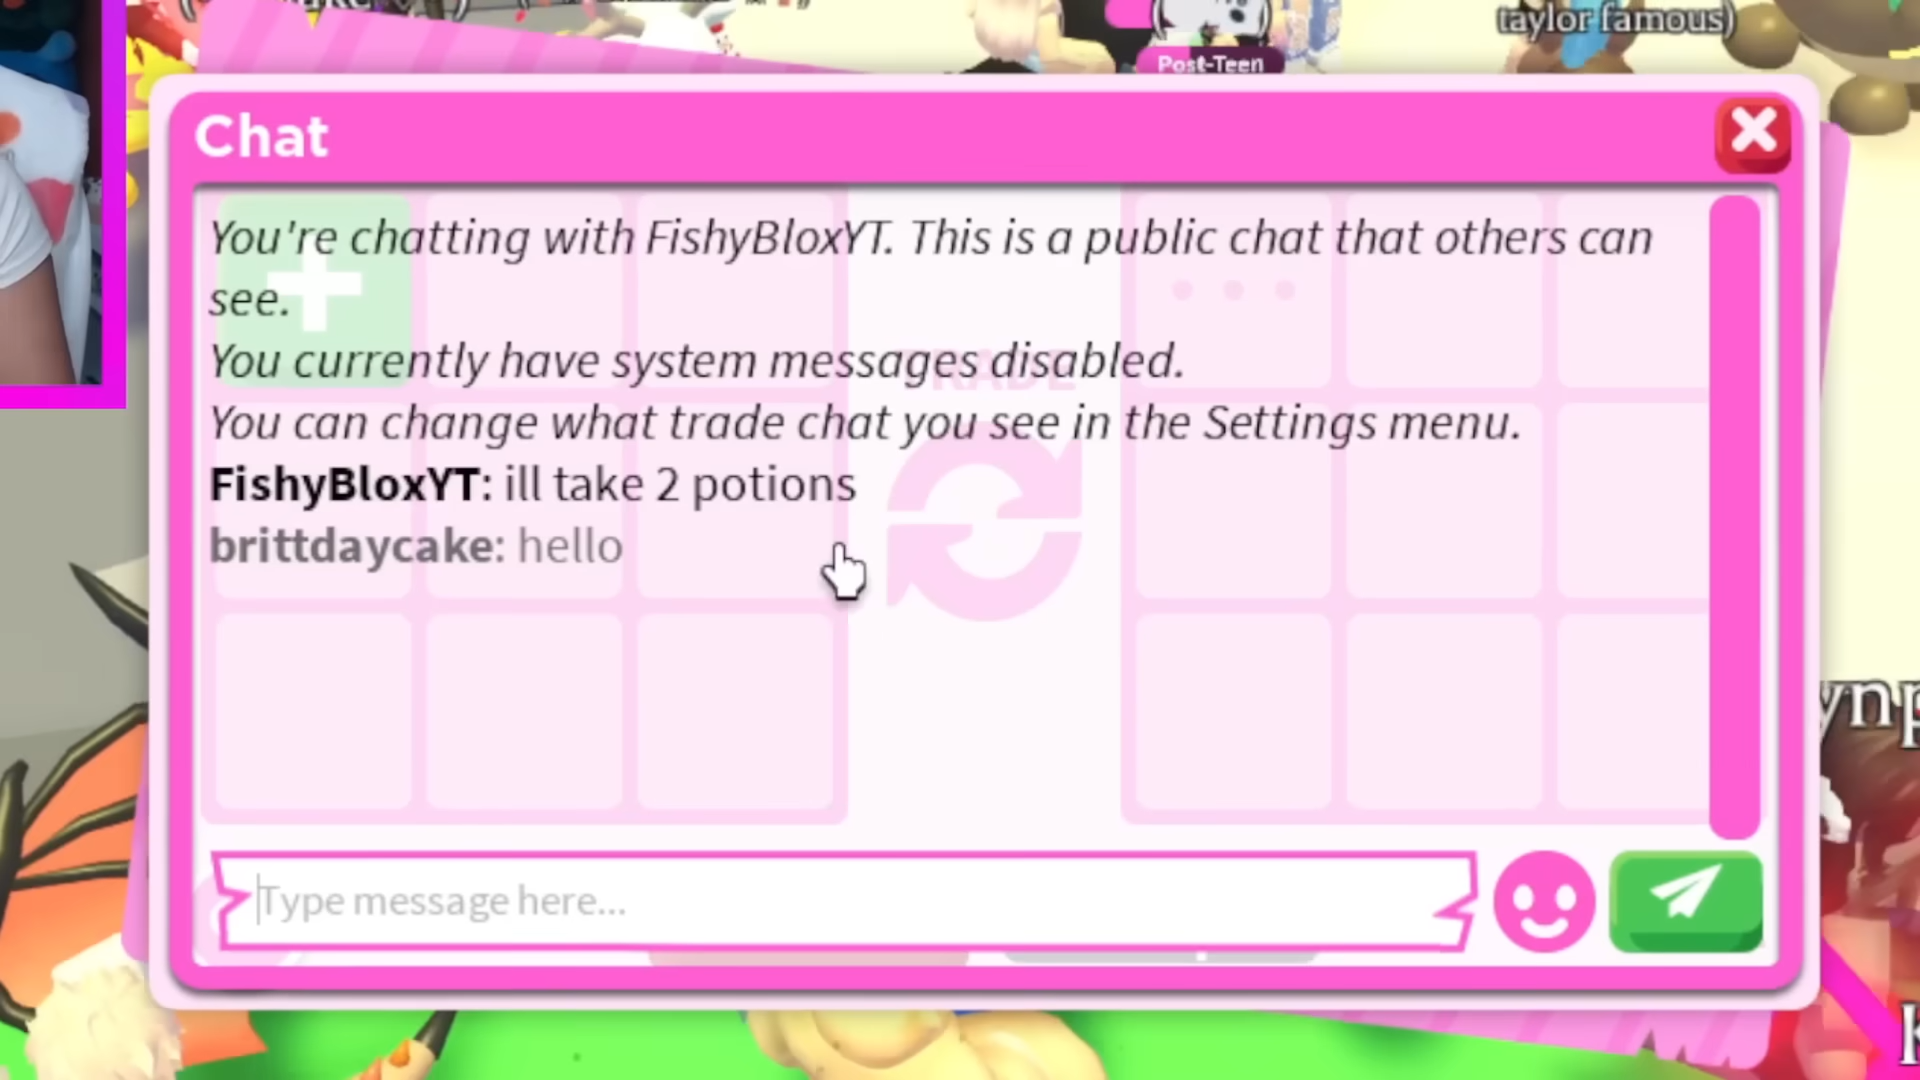 taylor famous)
Post-Teen
Chat
You're chatting with FishyBloxYT. This is a public chat that others can
see.
You currently have system messages disabled.
You can change what trade chat you see in the Settings menu.
TRADE
FishyBloxYT: ill take 2 potions
brittdaycake: hello
Type message here...